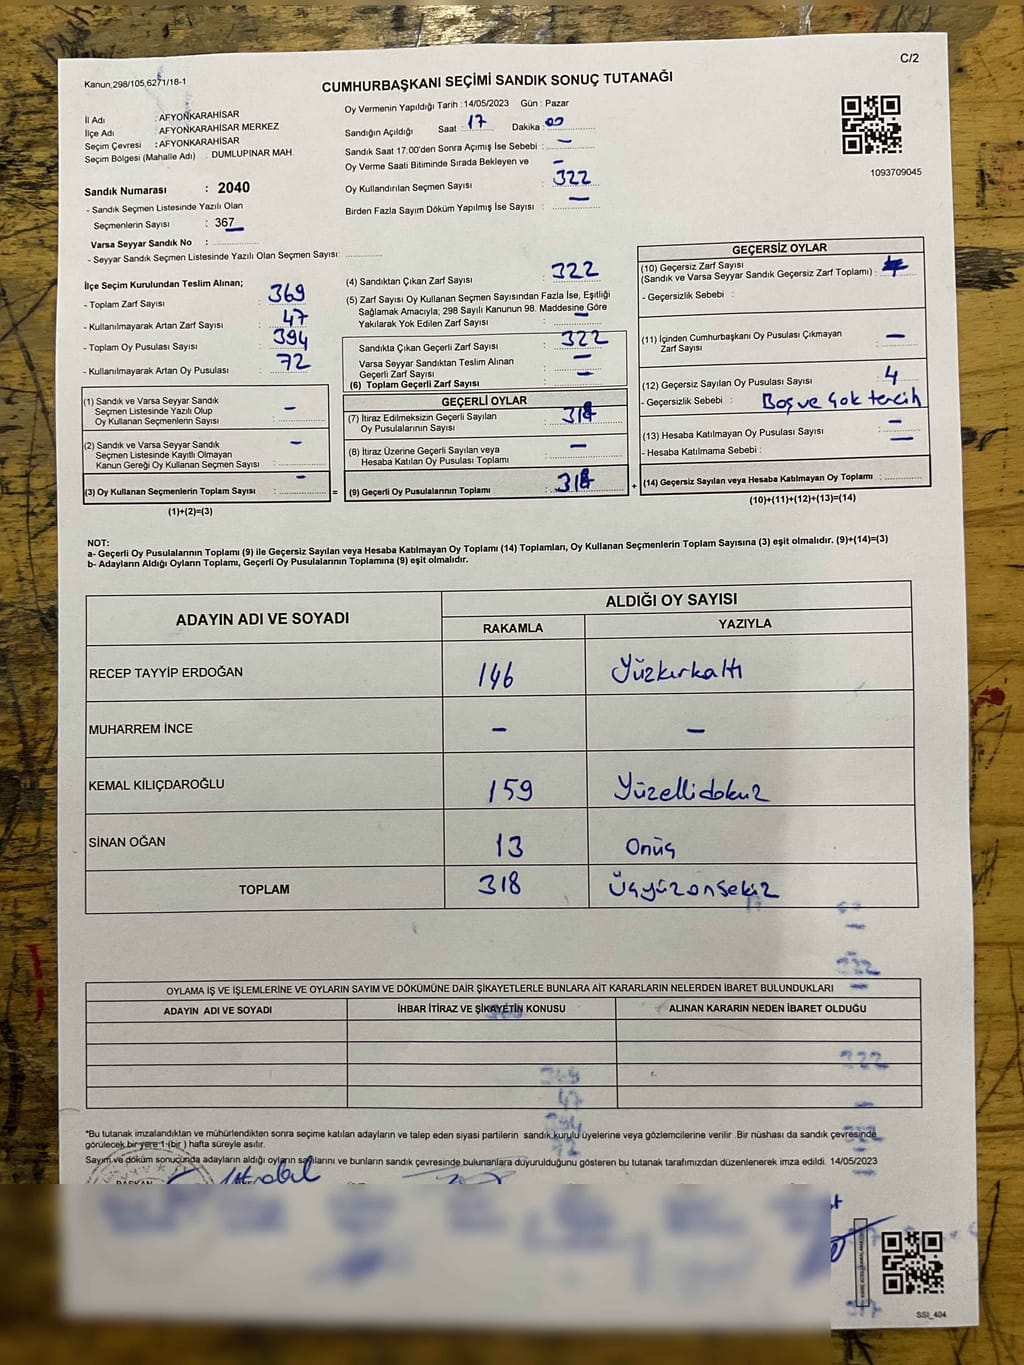 C/2
Kanun;298/105,6271/18-1
CUMHURBAŞKANI SEÇİMİ SANDIK SONUÇ TUTANAĞI
İl Adı : AFYONKARAHİSAR
İlçe Adı : AFYONKARAHİSAR MERKEZ
Seçim Çevresi : AFYONKARAHİSAR
Seçim Bölgesi (Mahalle Adı) : DUMLUPINAR MAH.
Sandık Numarası : 2040
- Sandık Seçmen Listesinde Yazılı Olan
Seçmenlerin Sayısı : 367
Varsa Seyyar Sandık No :
- Seyyar Sandık Seçmen Listesinde Yazılı Olan Seçmen Sayısı:
Oy Vermenin Yapıldığı Tarih : 14/05/2023 Gün : Pazar
Sandığın Açıldığı Saat : 17 Dakika : 00
Sandık Saat 17:00'den Sonra Açımış İse Sebebi : —
Oy Verme Saati Bitiminde Sırada Bekleyen ve —
Oy Kullandırılan Seçmen Sayısı : 322
Birden Fazla Sayım Döküm Yapılmış İse Sayısı : —
1093709045
İlçe Seçim Kurulundan Teslim Alınan;
- Toplam Zarf Sayısı : 369
- Kullanılmayarak Artan Zarf Sayısı : 47
- Toplam Oy Pusulası Sayısı : 394
- Kullanılmayarak Artan Oy Pusulası : 72
(1) Sandık ve Varsa Seyyar Sandık
Seçmen Listesinde Yazılı Olup
Oy Kullanan Seçmenlerin Sayısı : —
(2) Sandık ve Varsa Seyyar Sandık
Seçmen Listesinde Kayıtlı Olmayan
Kanun Gereği Oy Kullanan Seçmen Sayısı : —
(3) Oy Kullanan Seçmenlerin Toplam Sayısı : — =
(1)+(2)=(3)
(4) Sandıktan Çıkan Zarf Sayısı : 322
(5) Zarf Sayısı Oy Kullanan Seçmen Sayısından Fazla İse, Eşitliği
Sağlamak Amacıyla; 298 Sayılı Kanunun 98. Maddesine Göre
Yakılarak Yok Edilen Zarf Sayısı : —
Sandıkta Çıkan Geçerli Zarf Sayısı : 322
Varsa Seyyar Sandıktan Teslim Alınan
Geçerli Zarf Sayısı : —
(6) Toplam Geçerli Zarf Sayısı : —
GEÇERLİ OYLAR
(7) İtiraz Edilmeksizin Geçerli Sayılan
Oy Pusulalarının Sayısı : 318
(8) İtiraz Üzerine Geçerli Sayılan veya
Hesaba Katılan Oy Pusulası Toplamı : —
(9) Geçerli Oy Pusulalarının Toplamı : 318 +
GEÇERSİZ OYLAR
(10) Geçersiz Zarf Sayısı
(Sandık ve Varsa Seyyar Sandık Geçersiz Zarf Toplamı) :
- Geçersizlik Sebebi :
(11) İçinden Cumhurbaşkanı Oy Pusulası Çıkmayan
Zarf Sayısı : —
(12) Geçersiz Sayılan Oy Pusulası Sayısı : 4
- Geçersizlik Sebebi : Boş ve çok tercih
(13) Hesaba Katılmayan Oy Pusulası Sayısı : —
- Hesaba Katılmama Sebebi : —
(14) Geçersiz Sayılan veya Hesaba Katılmayan Oy Toplamı :
(10)+(11)+(12)+(13)=(14)
NOT:
a- Geçerli Oy Pusulalarının Toplamı (9) ile Geçersiz Sayılan veya Hesaba Katılmayan Oy Toplamı (14) Toplamları, Oy Kullanan Seçmenlerin Toplam Sayısına (3) eşit olmalıdır. (9)+(14)=(3)
b- Adayların Aldığı Oyların Toplamı, Geçerli Oy Pusulalarının Toplamına (9) eşit olmalıdır.
ADAYIN ADI VE SOYADI ALDIĞI OY SAYISI
RAKAMLA YAZIYLA
RECEP TAYYİP ERDOĞAN 146 Yüzkırkaltı
MUHARREM İNCE — —
KEMAL KILIÇDAROĞLU 159 Yüzellidokuz
SİNAN OĞAN 13 Onüç
TOPLAM 318 Üçyüzonsekiz
OYLAMA İŞ VE İŞLEMLERİNE VE OYLARIN SAYIM VE DÖKÜMÜNE DAİR ŞİKAYETLERLE BUNLARA AİT KARARLARIN NELERDEN İBARET BULUNDUKLARI
ADAYIN ADI VE SOYADI İHBAR İTİRAZ VE ŞİKAYETİN KONUSU ALINAN KARARIN NEDEN İBARET OLDUĞU
*Bu tutanak imzalandıktan ve mühürlendikten sonra seçime katılan adayların ve talep eden siyasi partilerin sandık kurulu üyelerine veya gözlemcilerine verilir .Bir nüshası da sandık çevresinde
görülecek bir yere 1 (bir ) hafta süreyle asılır.
Sayım ve döküm sonucunda adayların aldığı oyların sayılarını ve bunların sandık çevresinde bulunanlara duyurulduğunu gösteren bu tutanak tarafımızdan düzenlenerek imza edildi. 14/05/2023
BAŞKAN
SSI_404